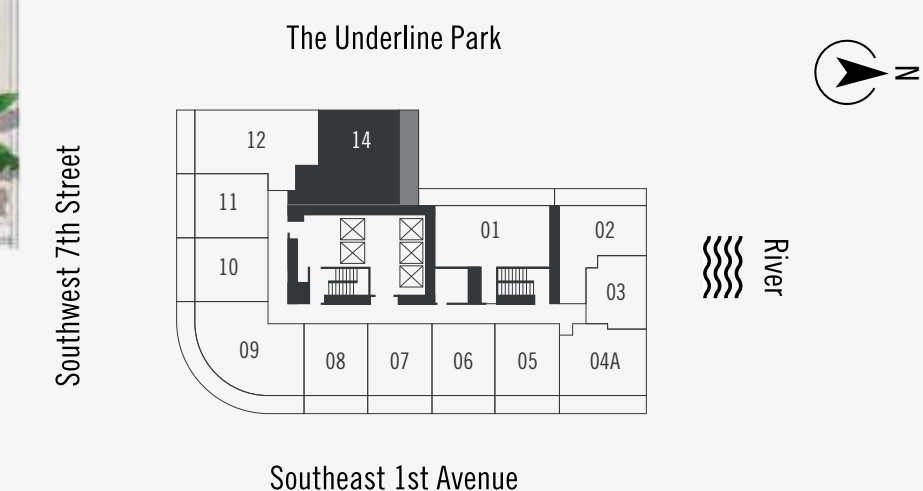 The Underline Park
N
Southwest 7th Street
12
14
11
01
02
10
03
09
08
07
06
05
04A
River
Southeast 1st Avenue